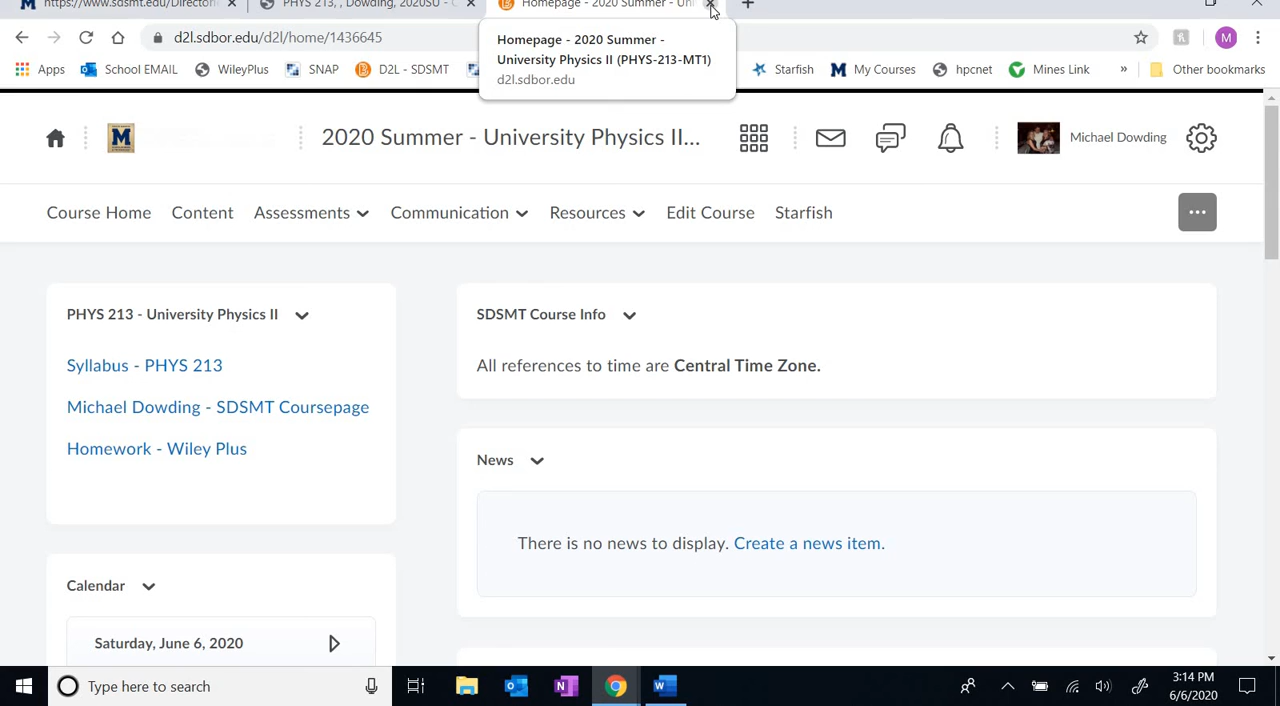 https://www.sdsmt.edu/Director
PHYS 213, , Dowding, 2020SU - C
Homepage - 2020 Summer - Uni
d2l.sdbor.edu/d2l/home/1436645
M
Homepage - 2020 Summer -
University Physics II (PHYS-213-MT1)
d2l.sdbor.edu
Apps
School EMAIL
WileyPlus
SNAP
D2L - SDSMT
Starfish
My Courses
hpcnet
Mines Link
»
Other bookmarks
M
2020 Summer - University Physics II...
Michael Dowding
Course Home
Content
Assessments
Communication
Resources
Edit Course
Starfish
...
PHYS 213 - University Physics II
Syllabus - PHYS 213
Michael Dowding - SDSMT Coursepage
Homework - Wiley Plus
SDSMT Course Info
All references to time are Central Time Zone.
News
There is no news to display. Create a news item.
Calendar
Saturday, June 6, 2020
Type here to search
3:14 PM
6/6/2020